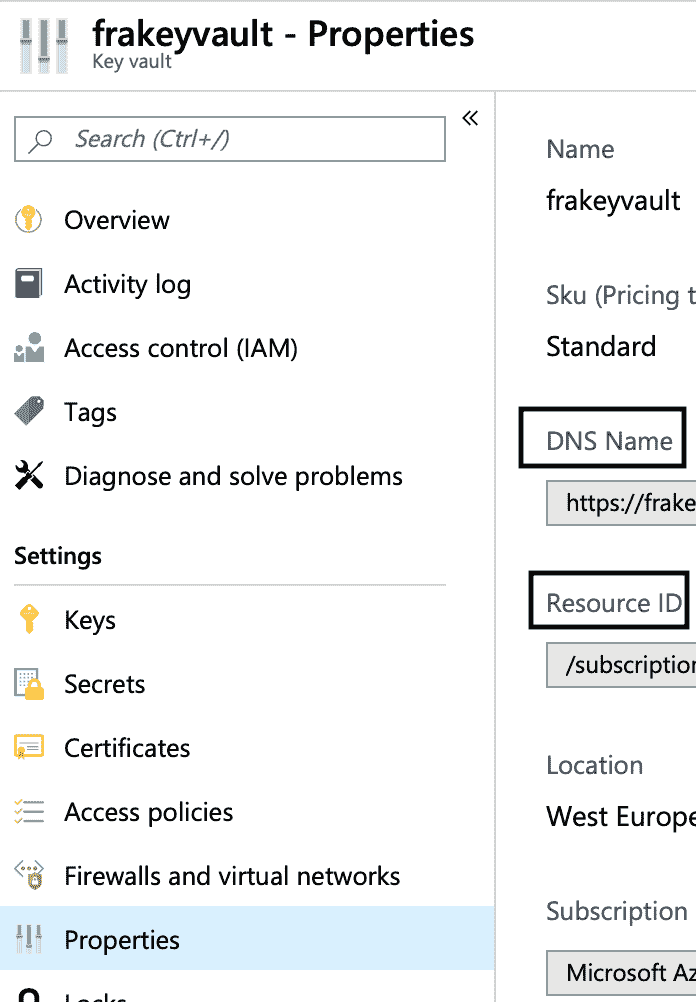 frakeyvault - Properties
Key vault
«
Search (Ctrl+/)
Overview
Activity log
Access control (IAM)
Tags
Diagnose and solve problems
Settings
Keys
Secrets
Certificates
Access policies
Firewalls and virtual networks
Properties
Locks
Name
frakeyvault
Sku (Pricing t
Standard
DNS Name
https://frake
Resource ID
/subscription
Location
West Europe
Subscription
Microsoft Az